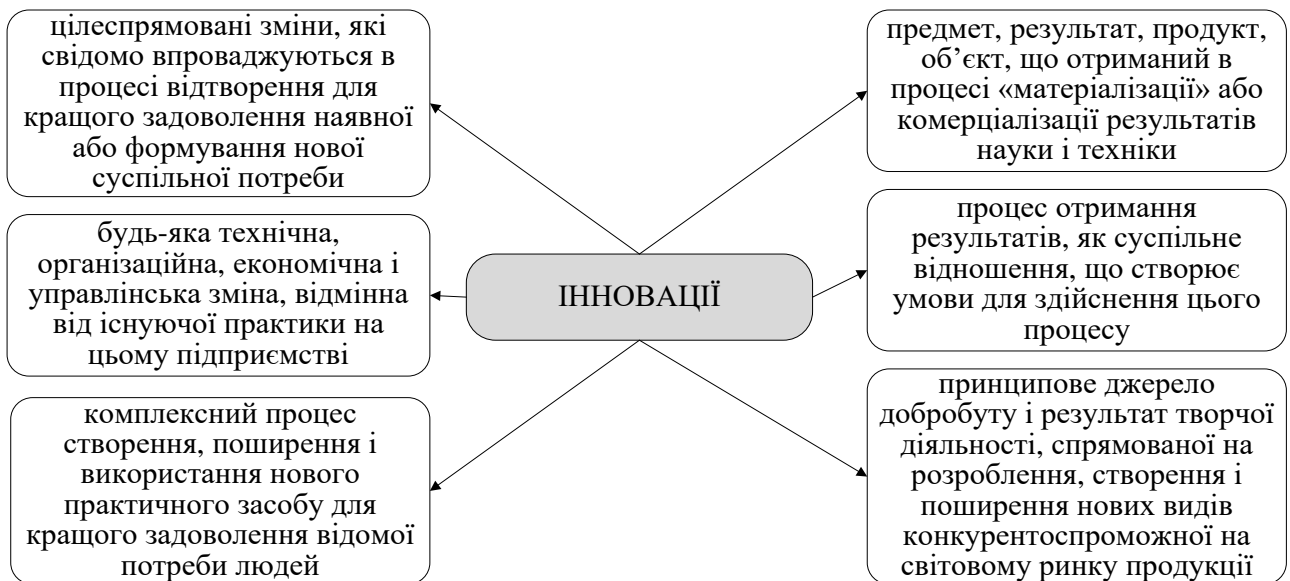 цілеспрямовані зміни, які
свідомо впроваджуються в
процесі відтворення для
кращого задоволення наявної
або формування нової
суспільної потреби
будь-яка технічна,
організаційна, економічна і
управлінська зміна, відмінна
від існуючої практики на
цьому підприємстві
комплексний процес
створення, поширення і
використання нового
практичного засобу для
кращого задоволення відомої
потреби людей
ІННОВАЦІЇ
предмет, результат, продукт,
об’єкт, що отриманий в
процесі «матеріалізації» або
комерціалізації результатів
науки і техніки
процес отримання
результатів, як суспільне
відношення, що створює
умови для здійснення цього
процесу
принципове джерело
добробуту і результат творчої
діяльності, спрямованої на
розроблення, створення і
поширення нових видів
конкурентоспроможної на
світовому ринку продукції